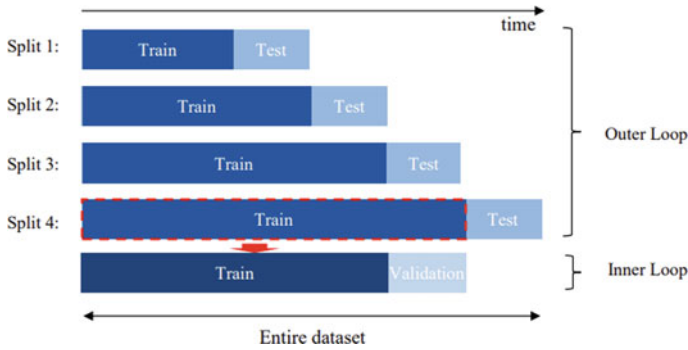 time
Split 1:
Train
Test
Split 2:
Train
Test
Outer Loop
Split 3:
Train
Test
Split 4:
Train
Test
Train
Validation
Inner Loop
Entire dataset